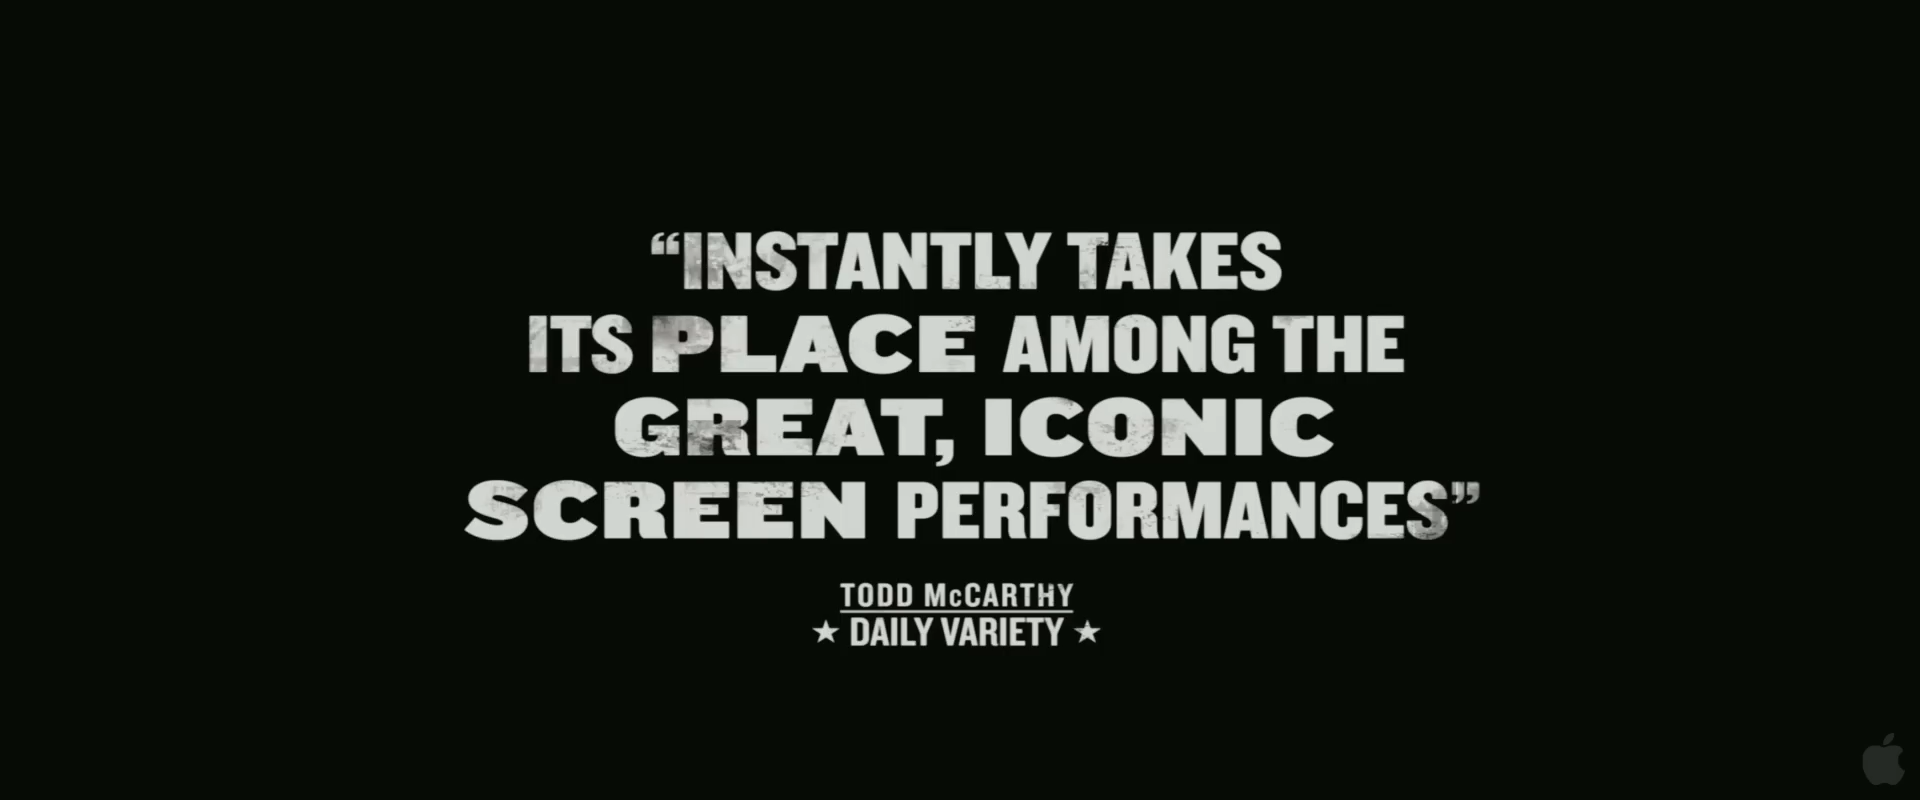 “INSTANTLY TAKES
ITS PLACE AMONG THE
GREAT, ICONIC
SCREEN PERFORMANCES”
TODD McCARTHY
★ DAILY VARIETY ★